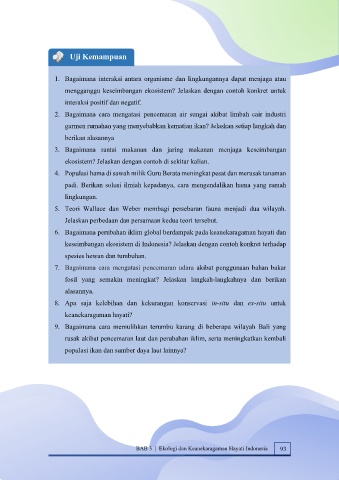 Uji Kemampuan
1. Bagaimana interaksi antara organisme dan lingkungannya dapat menjaga atau
mengganggu keseimbangan ekosistem? Jelaskan dengan contoh konkret untuk
interaksi positif dan negatif.
2. Bagaimana cara mengatasi pencemaran air sungai akibat limbah cair industri
garmen rumahan yang menyebabkan kematian ikan? Jelaskan setiap langkah dan
berikan alasannya
3. Bagaimana rantai makanan dan jaring makanan menjaga keseimbangan
ekosistem? Jelaskan dengan contoh di sekitar kalian.
4. Populasi hama di sawah milik Guru Berata meningkat pesat dan merusak tanaman
padi. Berikan solusi ilmiah kepadanya, cara mengendalikan hama yang ramah
lingkungan.
5. Teori Wallace dan Weber membagi persebaran fauna menjadi dua wilayah.
Jelaskan perbedaan dan persamaan kedua teori tersebut.
6. Bagaimana perubahan iklim global berdampak pada keanekaragaman hayati dan
keseimbangan ekosistem di Indonesia? Jelaskan dengan contoh konkret terhadap
spesies hewan dan tumbuhan.
7. Bagaimana cara mengatasi pencemaran udara akibat penggunaan bahan bakar
fosil yang semakin meningkat? Jelaskan langkah-langkahnya dan berikan
alasannya.
8. Apa saja kelebihan dan kekurangan konservasi in-situ dan ex-situ untuk
keanekaragaman hayati?
9. Bagaimana cara memulihkan terumbu karang di beberapa wilayah Bali yang
rusak akibat pencemaran laut dan perubahan iklim, serta meningkatkan kembali
populasi ikan dan sumber daya laut lainnya?
BAB 3 | Ekologi dan Keanekaragaman Hayati Indonesia 93